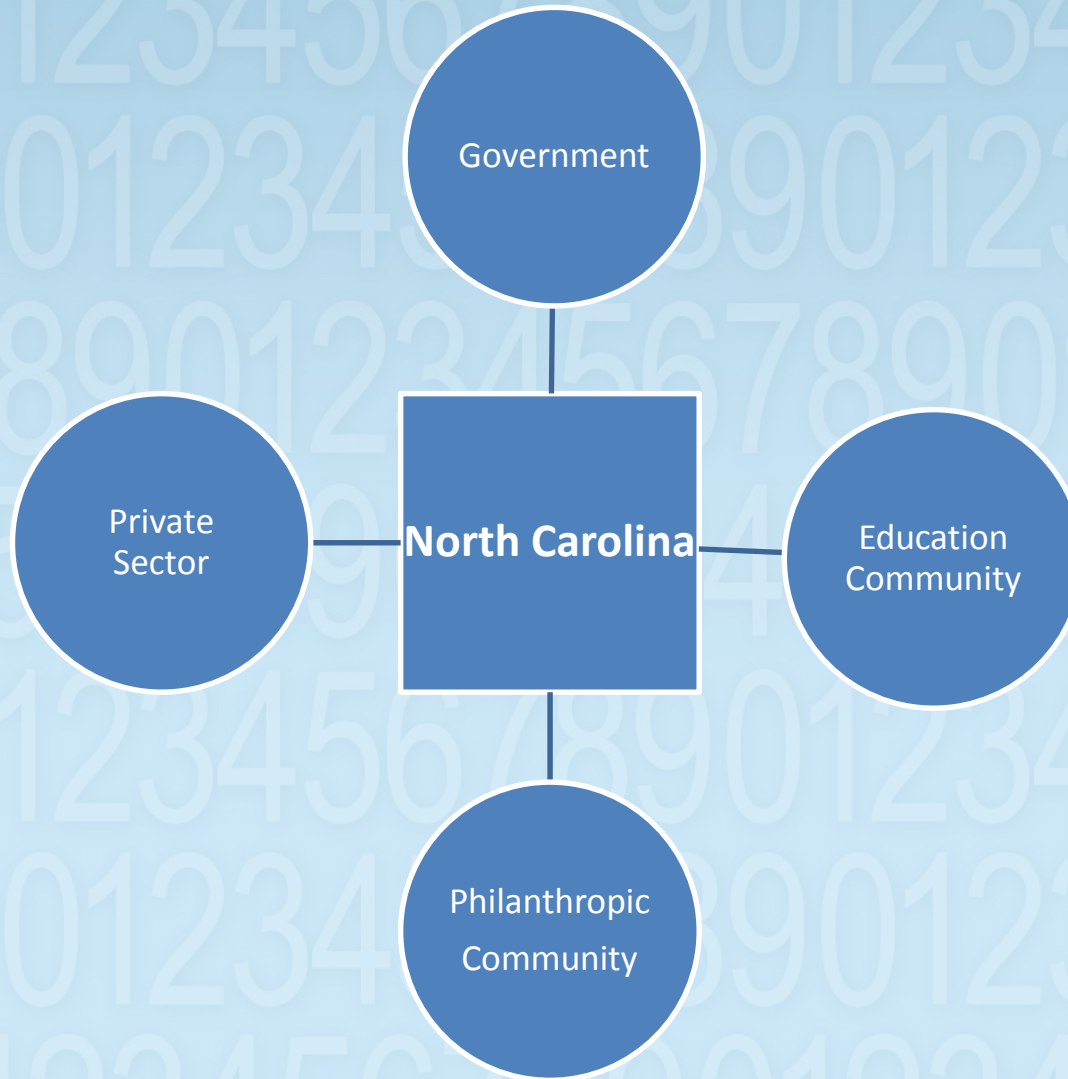 Government
Private
Sector
North Carolina
Education
Community
Philanthropic
Community